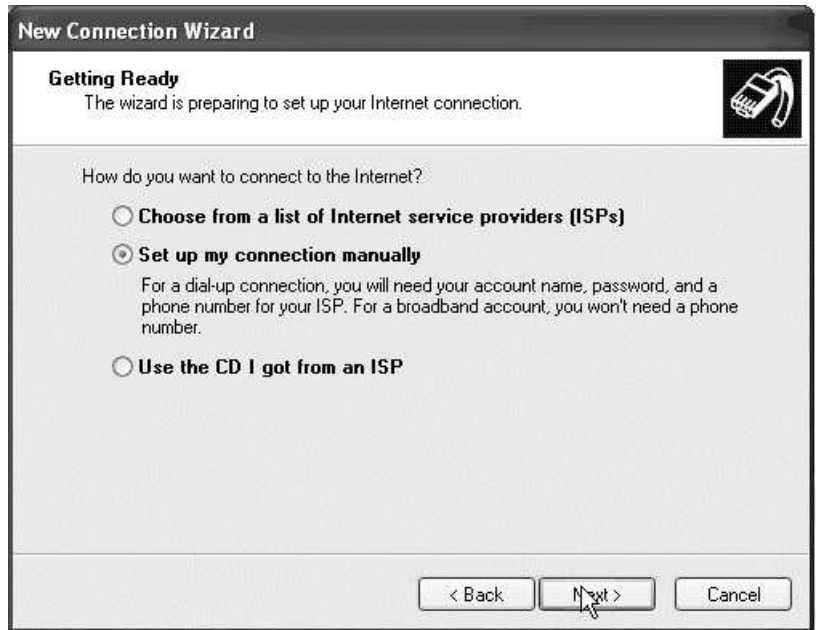 New Connection Wizard
Getting Ready
The wizard is preparing to set up your Internet connection.
How do you want to connect to the Internet?
Choose from a list of Internet service providers (ISPs)
Set up my connection manually
For a dial-up connection, you will need your account name, password, and a
phone number for your ISP. For a broadband account, you won't need a phone
number.
Use the CD I got from an ISP
< Back Next > Cancel